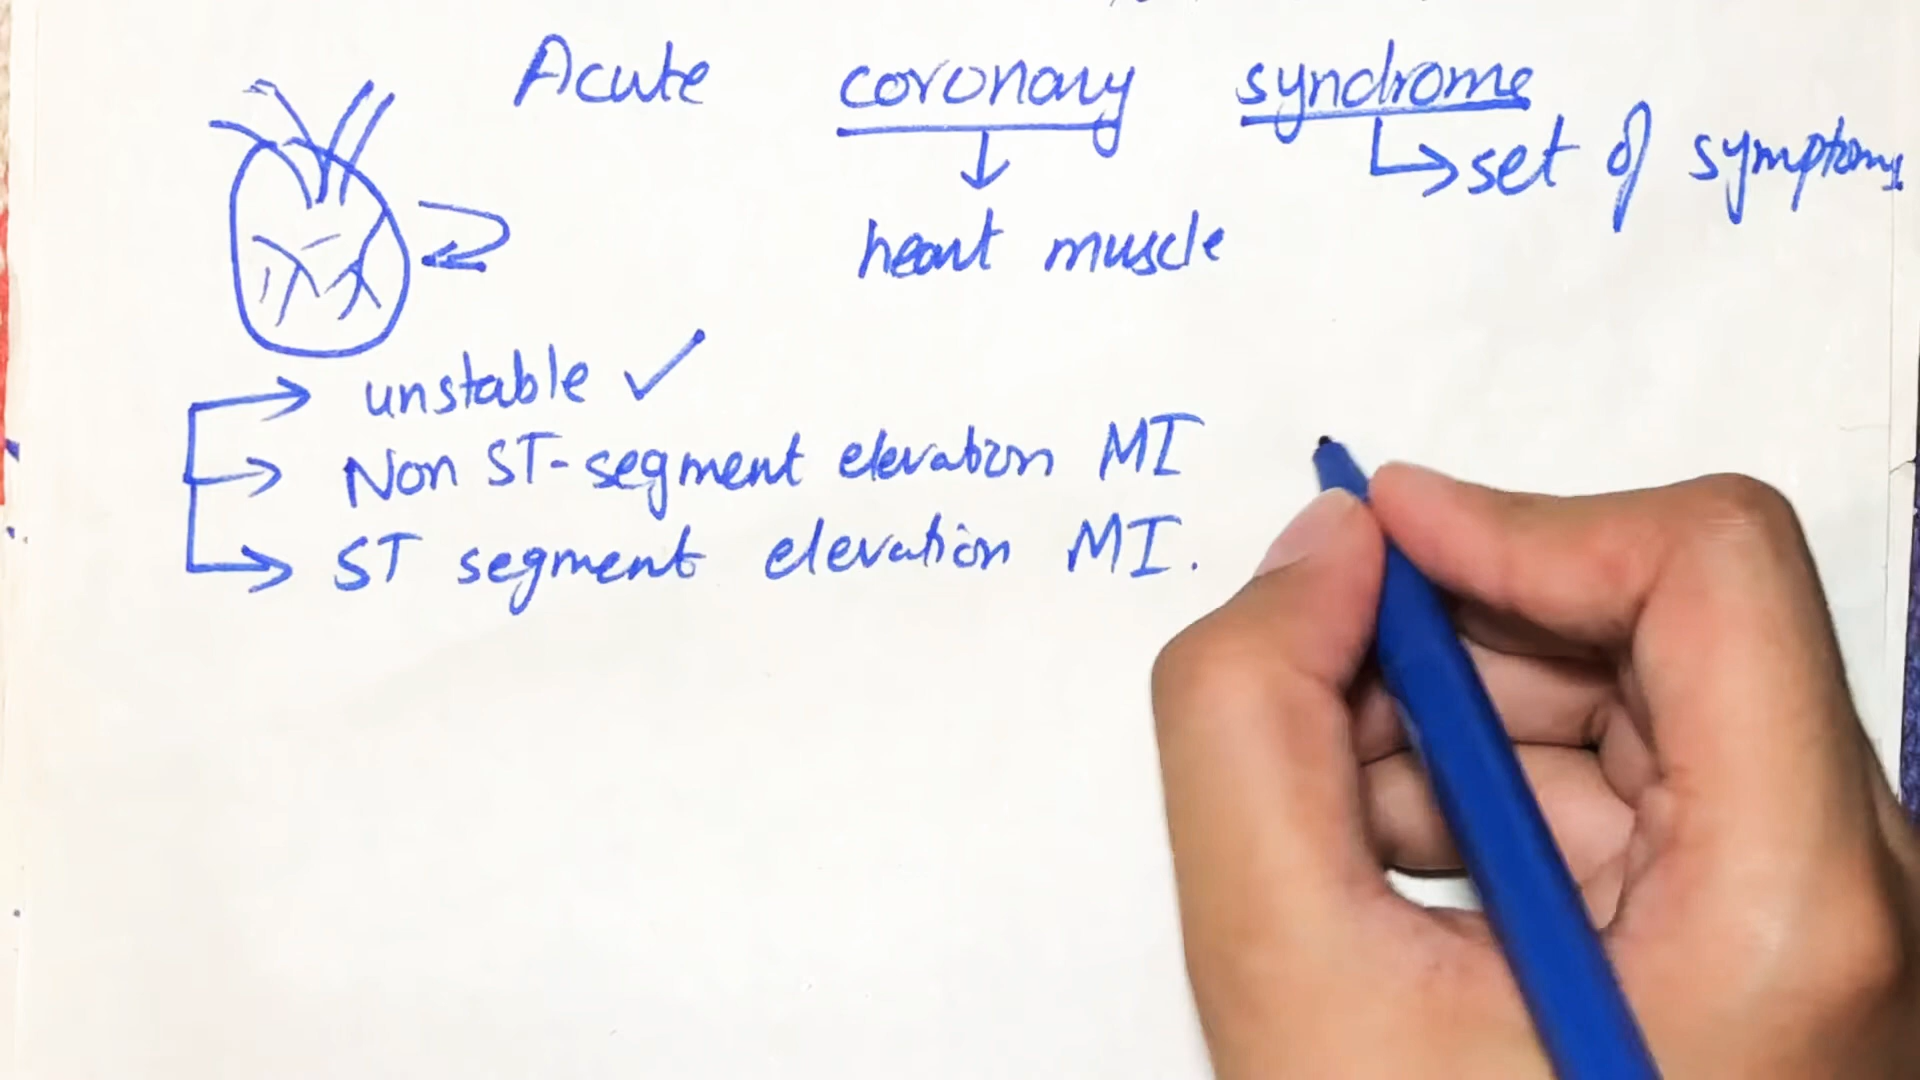 Acute coronary syndrome
set of symptoms
heart muscle
unstable ✓
Non ST-segment elevation MI
ST segment elevation MI.